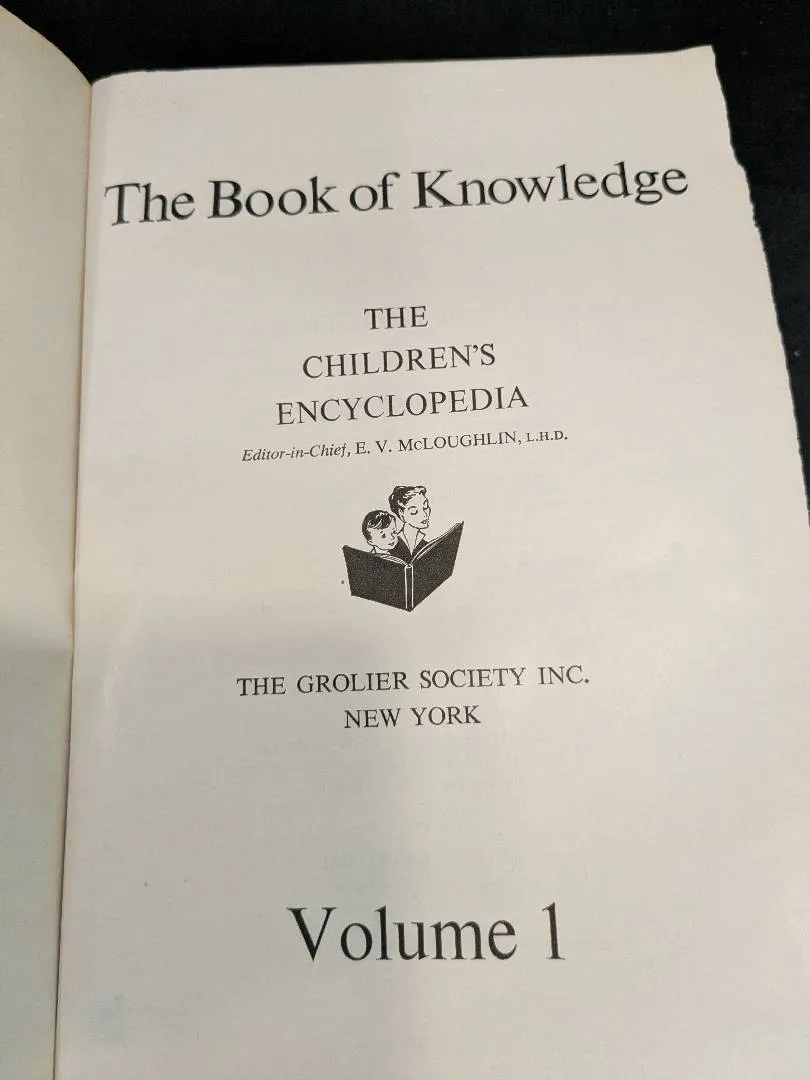 The Book of Knowledge
THE
CHILDREN'S
ENCYCLOPEDIA
Editor-in-Chief, E. V. McLOUGHLIN, L.H.D.
THE GROLIER SOCIETY INC.
NEW YORK
Volume 1